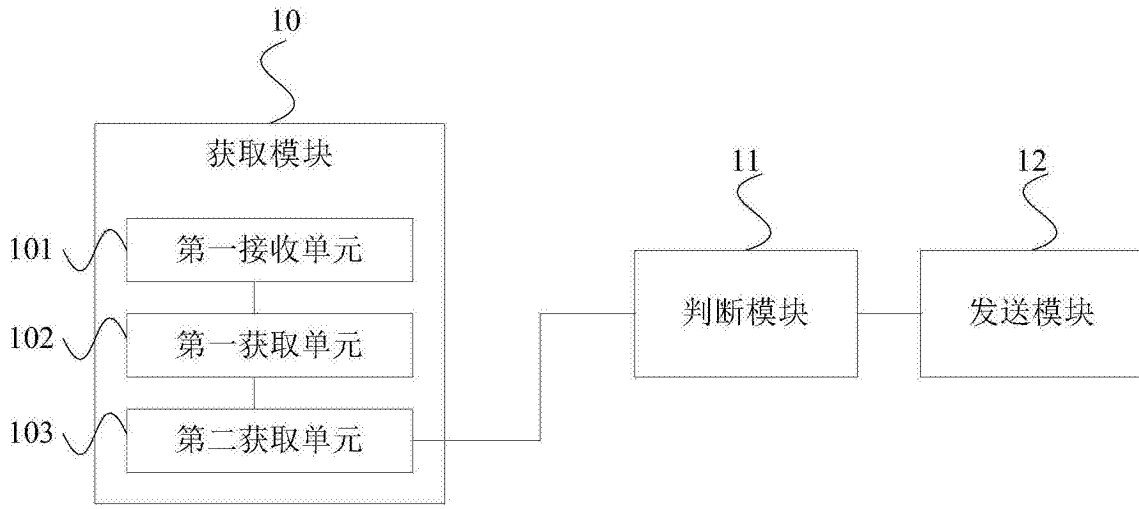 10
获取模块
11
12
101
第一接收单元
判断模块
发送模块
102
第一获取单元
103
第二获取单元